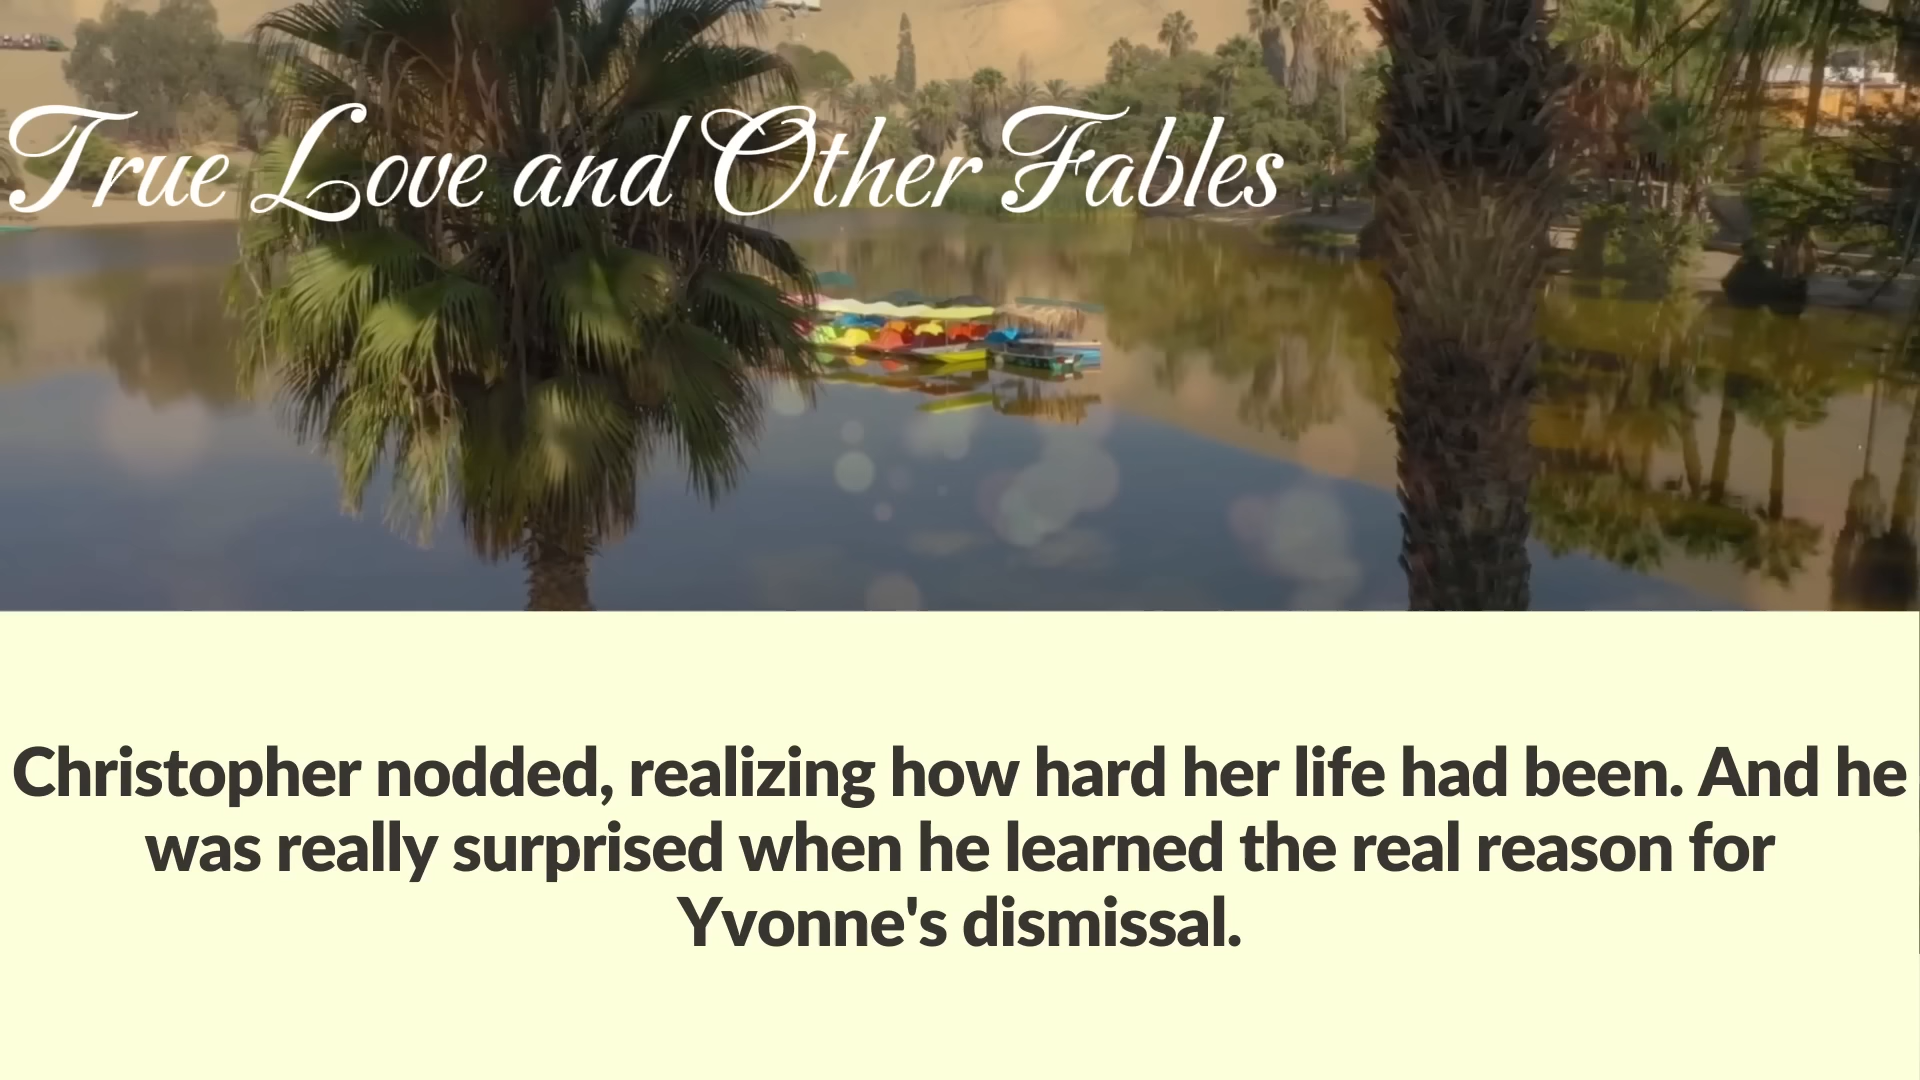 True Love and Other Fables
Christopher nodded, realizing how hard her life had been. And he
was really surprised when he learned the real reason for
Yvonne's dismissal.